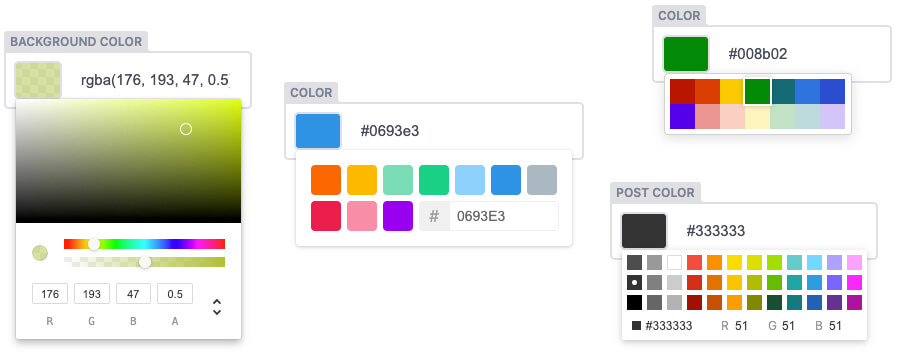 BACKGROUND COLOR
rgba(176, 193, 47, 0.5
176 193 47 0.5
R G B A
COLOR
#0693e3
# 0693E3
COLOR
#008b02
POST COLOR
#333333
#333333 R 51 G 51 B 51